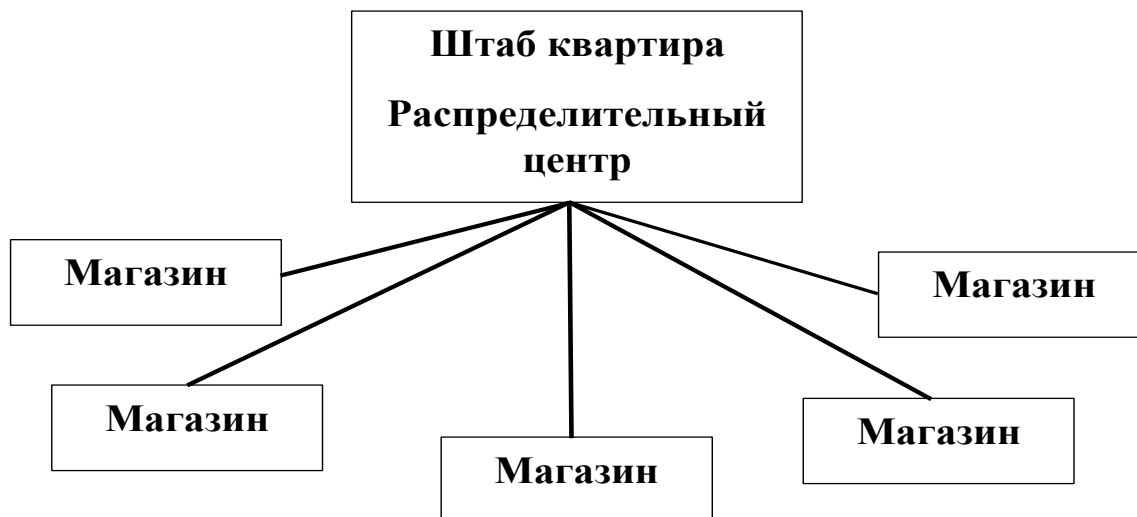 Штаб квартира
Распределительный
центр
Магазин
Магазин
Магазин
Магазин
Магазин